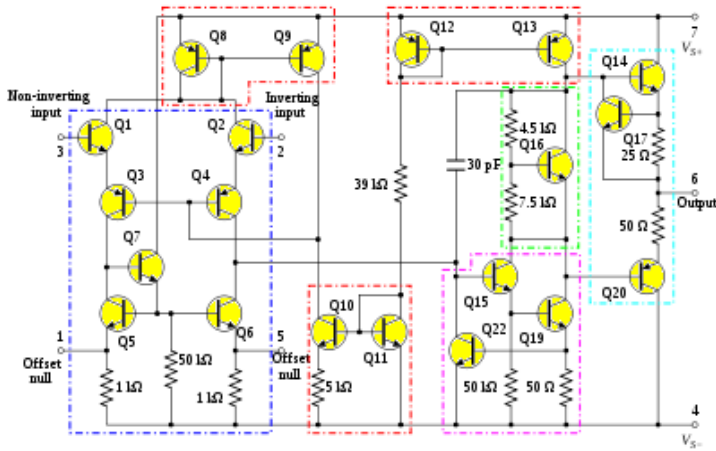 Q8
Q9
Q12
Q13
7
VS+
Q14
Non-inverting
input
Inverting
input
Q1
Q2
3
2
4.5 kΩ
Q16
Q17
25 Ω
30 pF
39 kΩ
7.5 kΩ
6
Output
Q3
Q4
50 Ω
Q7
Q15
Q20
Q10
Q5
Q6
Q11
Q22
Q19
1
5
Offset
null
Offset
null
50 kΩ
1 kΩ
1 kΩ
5 kΩ
50 kΩ
50 Ω
4
VS−